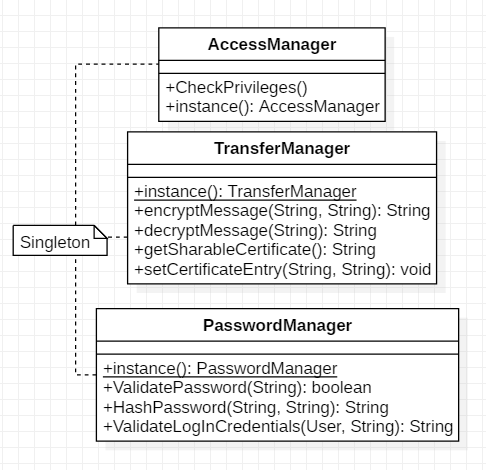 AccessManager
+CheckPrivileges()
+instance(): AccessManager
TransferManager
+instance(): TransferManager
+encryptMessage(String, String): String
+decryptMessage(String): String
+getSharableCertificate(): String
+setCertificateEntry(String, String): void
Singleton
PasswordManager
+instance(): PasswordManager
+ValidatePassword(String): boolean
+HashPassword(String, String): String
+ValidateLogInCredentials(User, String): String